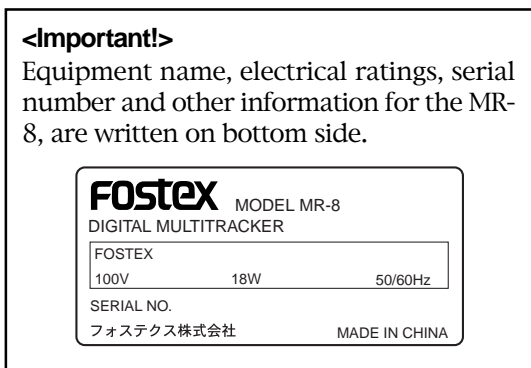 <Important!>
Equipment name, electrical ratings, serial
number and other information for the MR-
8, are written on bottom side.
FOSTEX MODEL MR-8
DIGITAL MULTITRACKER
FOSTEX
100V 18W 50/60Hz
SERIAL NO.
フォステクス株式会社 MADE IN CHINA